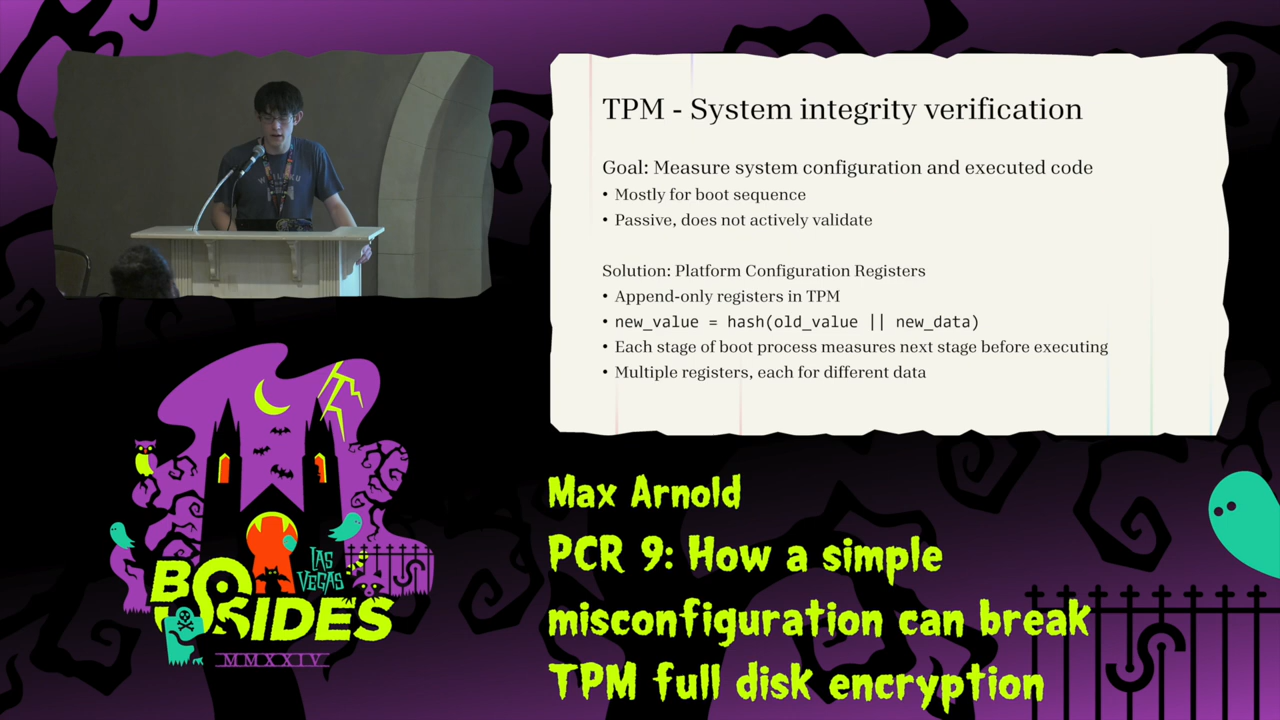 TPM - System integrity verification
Goal: Measure system configuration and executed code
• Mostly for boot sequence
• Passive, does not actively validate
Solution: Platform Configuration Registers
• Append-only registers in TPM
• new_value = hash(old_value || new_data)
• Each stage of boot process measures next stage before executing
• Multiple registers, each for different data
LAS
VEGAS
BSIDES
MMXXIV
Max Arnold
PCR 9: How a simple
misconfiguration can break
TPM full disk encryption